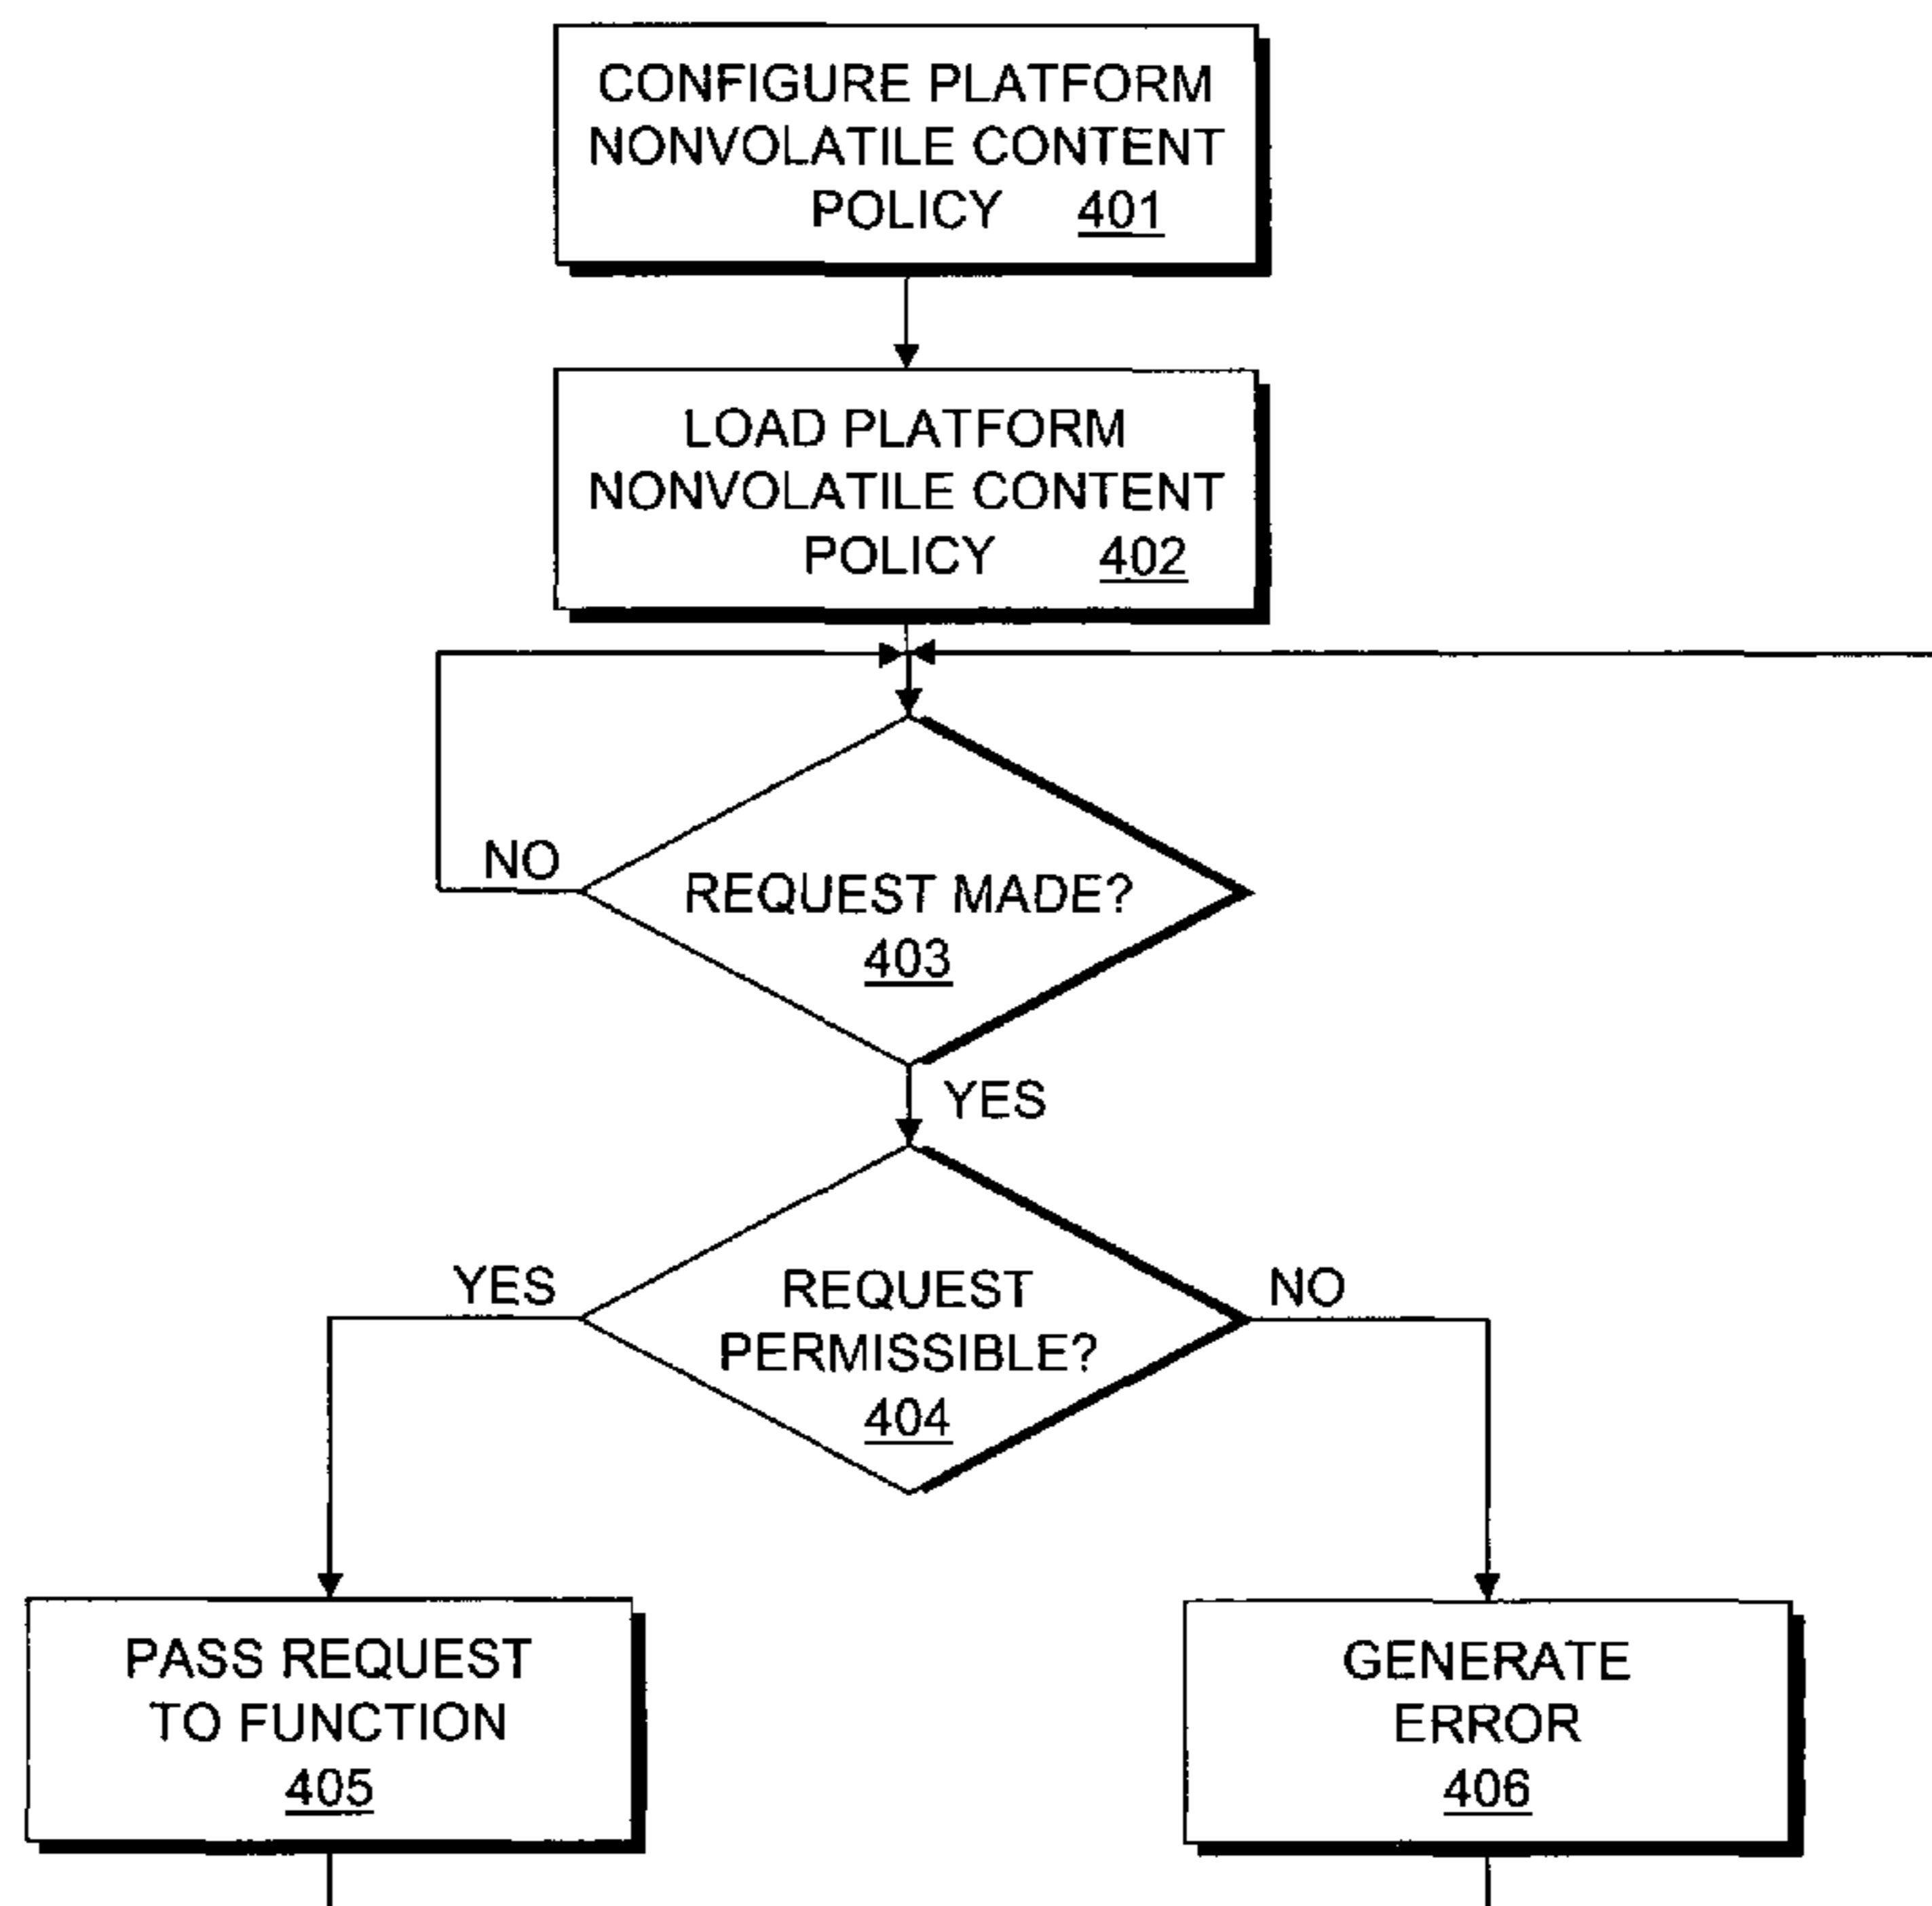 CONFIGURE PLATFORM
NONVOLATILE CONTENT
POLICY 401
LOAD PLATFORM
NONVOLATILE CONTENT
POLICY 402
NO
REQUEST MADE?
403
YES
YES
REQUEST
PERMISSIBLE?
404
NO
PASS REQUEST
TO FUNCTION
405
GENERATE
ERROR
406